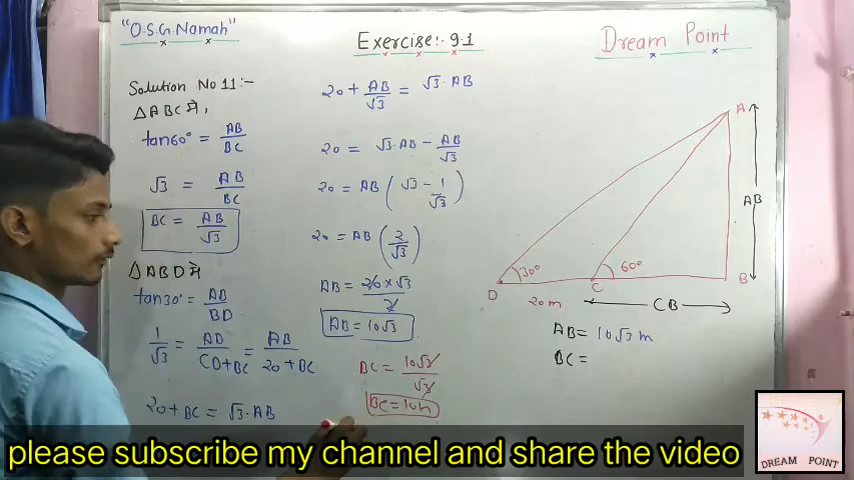 "O.S.G.Namah"
Exercise:- 9.1
Dream Point
Solution No 11:-
△ABC में,
tan60° = AB/BC
√3 = AB/BC
BC = AB/√3
△ABD में
tan30° = AB/BD
1/√3 = AD/CD+BC = AB/20+BC
20+BC = √3·AB
20 + AB/√3 = √3·AB
20 = √3·AB - AB/√3
20 = AB (√3 - 1/√3)
20 = AB (2/√3)
AB = 20×√3/2
AB = 10√3
BC = 10√3/√3
BC = 10m
A
AB
30°
60°
D
C
B
20m
CB
AB = 10√3 m
BC =
please subscribe my channel and share the video
DREAM POINT